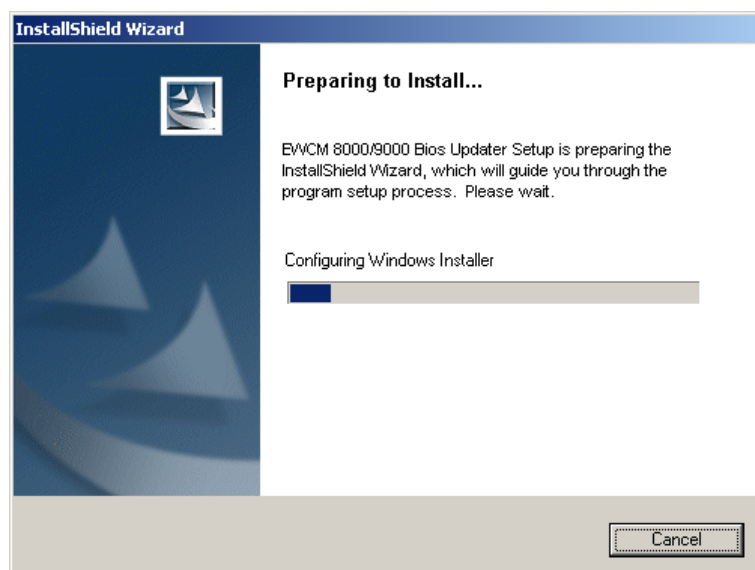 InstallShield Wizard
Preparing to Install...
EWCM 8000/9000 Bios Updater Setup is preparing the
InstallShield Wizard, which will guide you through the
program setup process.  Please wait.
Configuring Windows Installer
Cancel